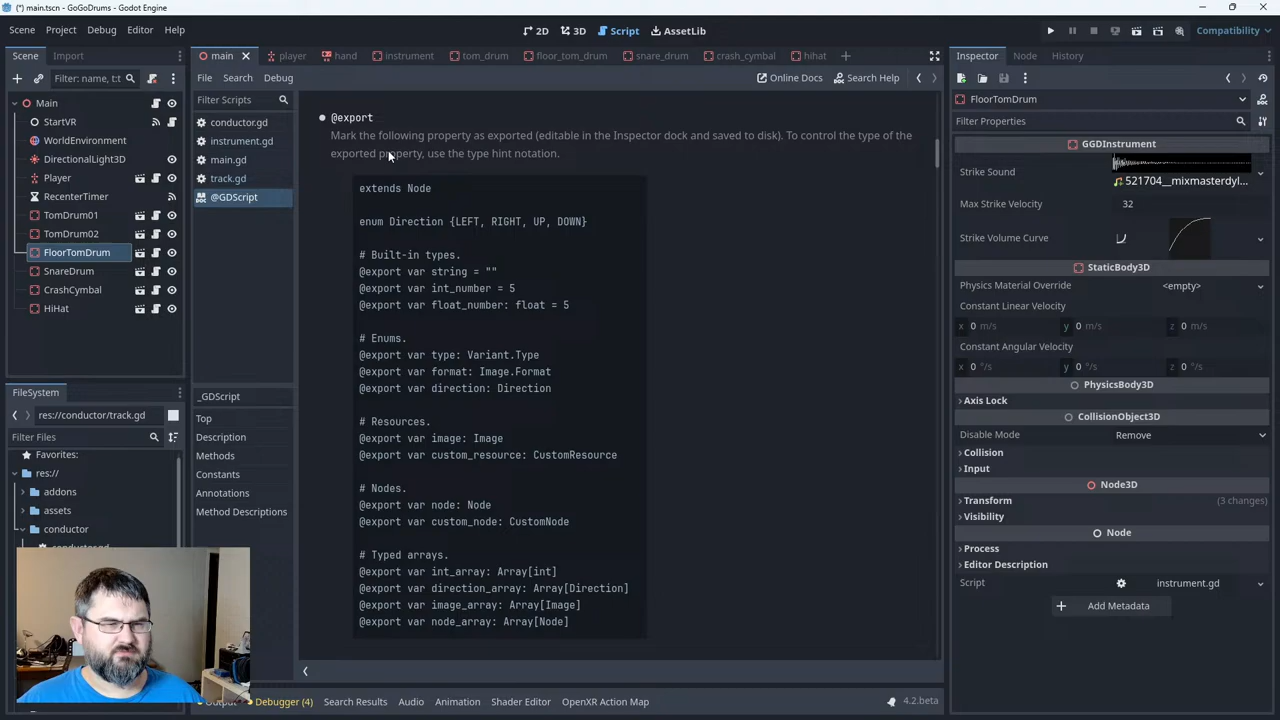 (*) main.tscn - GoGoDrums - Godot Engine
Scene Project Debug Editor Help
2D 3D Script AssetLib
Compatibility
Scene Import
main player hand instrument tom_drum floor_tom_drum snare_drum crash_cymbal hihat
Inspector Node History
Filter: name, t:t
File Search Debug
Online Docs Search Help
Main
StartVR
WorldEnvironment
DirectionalLight3D
Player
RecenterTimer
TomDrum01
TomDrum02
FloorTomDrum
SnareDrum
CrashCymbal
HiHat
Filter Scripts
conductor.gd
instrument.gd
main.gd
track.gd
@GDScript
_GDScript
Top
Description
Methods
Constants
Annotations
Method Descriptions
FileSystem
res://conductor/track.gd
Filter Files
Favorites:
res://
addons
assets
conductor
@export
Mark the following property as exported (editable in the Inspector dock and saved to disk). To control the type of the
exported property, use the type hint notation.
extends Node
enum Direction {LEFT, RIGHT, UP, DOWN}
# Built-in types.
@export var string = ""
@export var int_number = 5
@export var float_number: float = 5
# Enums.
@export var type: Variant.Type
@export var format: Image.Format
@export var direction: Direction
# Resources.
@export var image: Image
@export var custom_resource: CustomResource
# Nodes.
@export var node: Node
@export var custom_node: CustomNode
# Typed arrays.
@export var int_array: Array[int]
@export var direction_array: Array[Direction]
@export var image_array: Array[Image]
@export var node_array: Array[Node]
FloorTomDrum
Filter Properties
GGDInstrument
Strike Sound
521704__mixmasterdyl...
Max Strike Velocity 32
Strike Volume Curve
StaticBody3D
Physics Material Override <empty>
Constant Linear Velocity
x 0 m/s y 0 m/s z 0 m/s
Constant Angular Velocity
x 0 °/s y 0 °/s z 0 °/s
PhysicsBody3D
Axis Lock
CollisionObject3D
Disable Mode Remove
Collision
Input
Node3D
Transform (3 changes)
Visibility
Node
Process
Editor Description
Script instrument.gd
Add Metadata
Debugger (4) Search Results Audio Animation Shader Editor OpenXR Action Map
4.2.beta